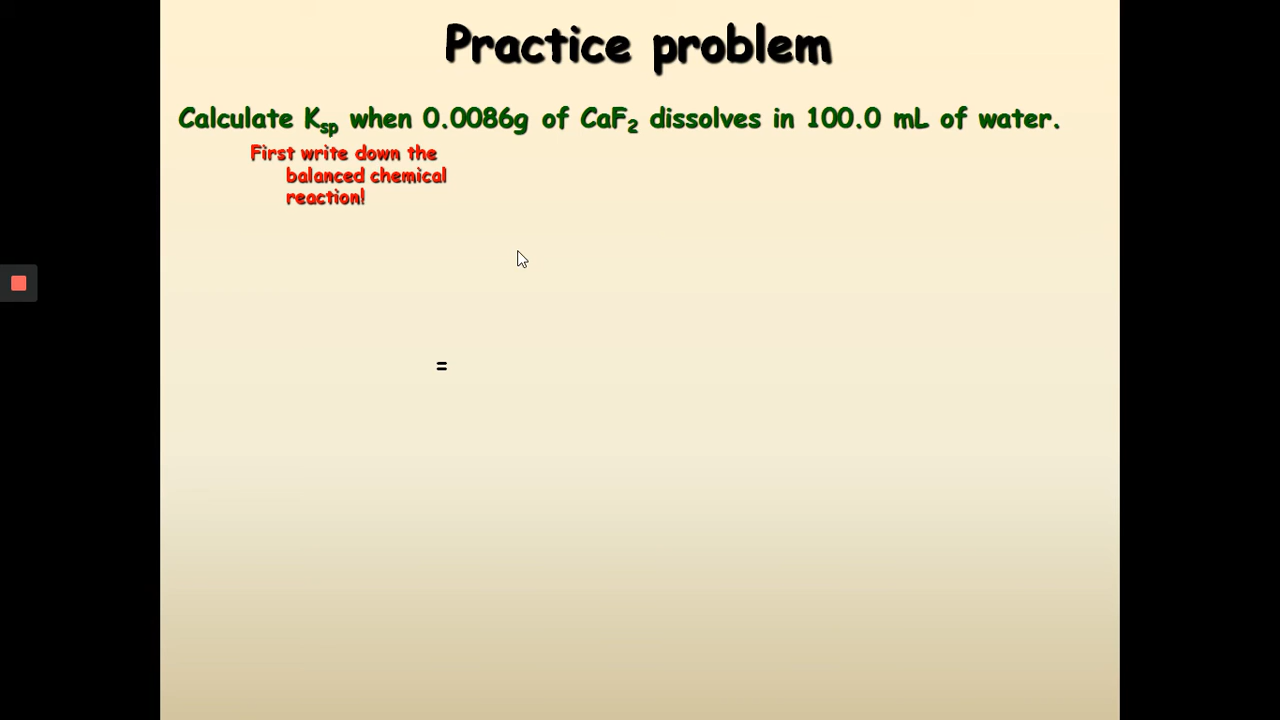 Practice problem
Calculate Ksp when 0.0086g of CaF2 dissolves in 100.0 mL of water.
First write down the
balanced chemical
reaction!
=